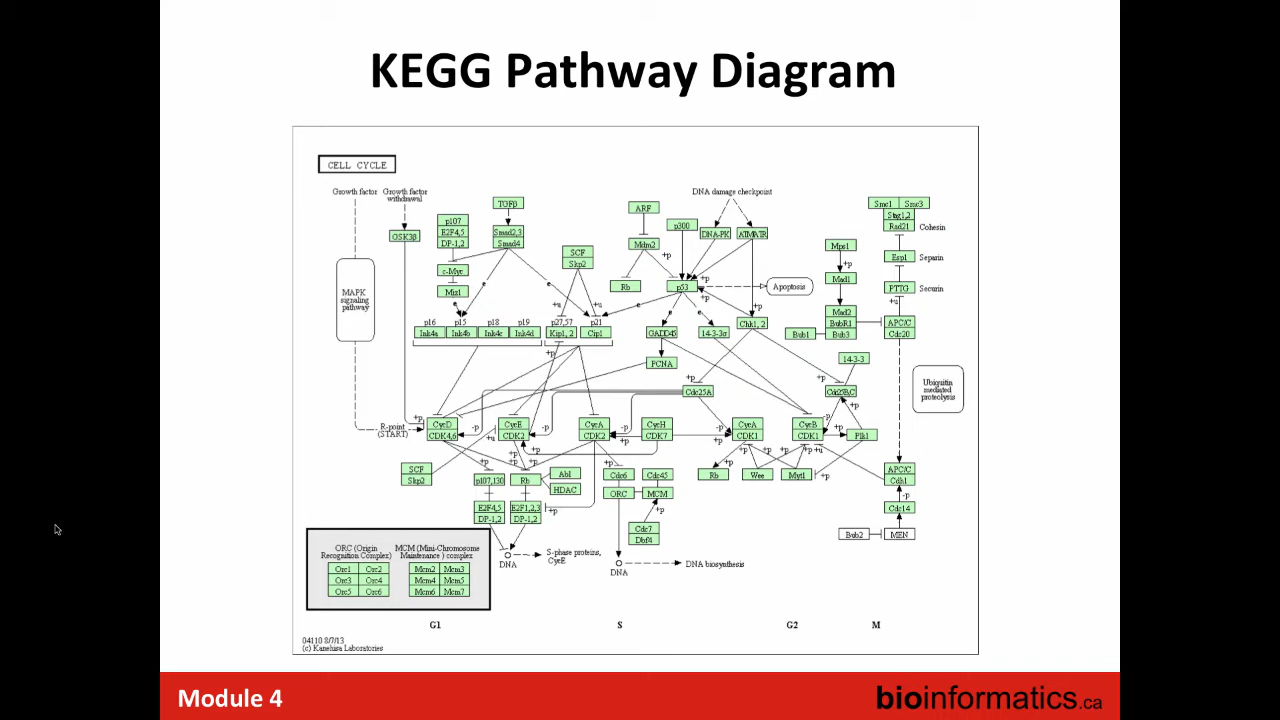 KEGG Pathway Diagram
CELL CYCLE
Growth factor
Growth factor
withdrawal
GSK3β
MAPK
signaling
pathway
R-point
(START)
p107
E2F4,5
DP-1,2
TGFβ
Smad2,3
Smad4
c-Myc
Miz1
SCF
Skp2
ARF
Mdm2
Rb
p300
DNA damage checkpoint
DNA-PK
ATM/ATR
p53
Apoptosis
Mps1
Mad1
Mad2
BubR1
Bub3
Bub1
Smc1
Smc3
Stag1,2
Rad21
Cohesin
Esp1
Separin
PTTG
Securin
APC/C
Cdc20
p16
p15
p18
p19
p27,57
p21
Ink4a
Ink4b
Ink4c
Ink4d
Kip1, 2
Cip1
GADD45
14-3-3σ
Chk1, 2
PCNA
14-3-3
Cdc25A
Cdc25B/C
Ubiquitin
mediated
proteolysis
CycD
CDK4,6
CycE
CDK2
CycA
CDK2
CycH
CDK7
CycA
CDK1
CycB
CDK1
Plk1
SCF
Skp2
p107,130
Rb
Abl
HDAC
Cdc6
Cdc45
ORC
MCM
Rb
Wee
Myt1
APC/C
Cdh1
E2F4,5
DP-1,2
E2F1,2,3
DP-1,2
Cdc7
Dbf4
Cdc14
Bub2
MEN
DNA
S-phase proteins,
CycE
DNA
DNA biosynthesis
ORC (Origin
Recognition Complex)
MCM (Mini-Chromosome
Maintenance ) complex
Orc1 Orc2
Orc3 Orc4
Orc5 Orc6
Mcm2 Mcm3
Mcm4 Mcm5
Mcm6 Mcm7
G1
S
G2
M
04110 8/7/13
(c) Kanehisa Laboratories
Module 4
bioinformatics.ca